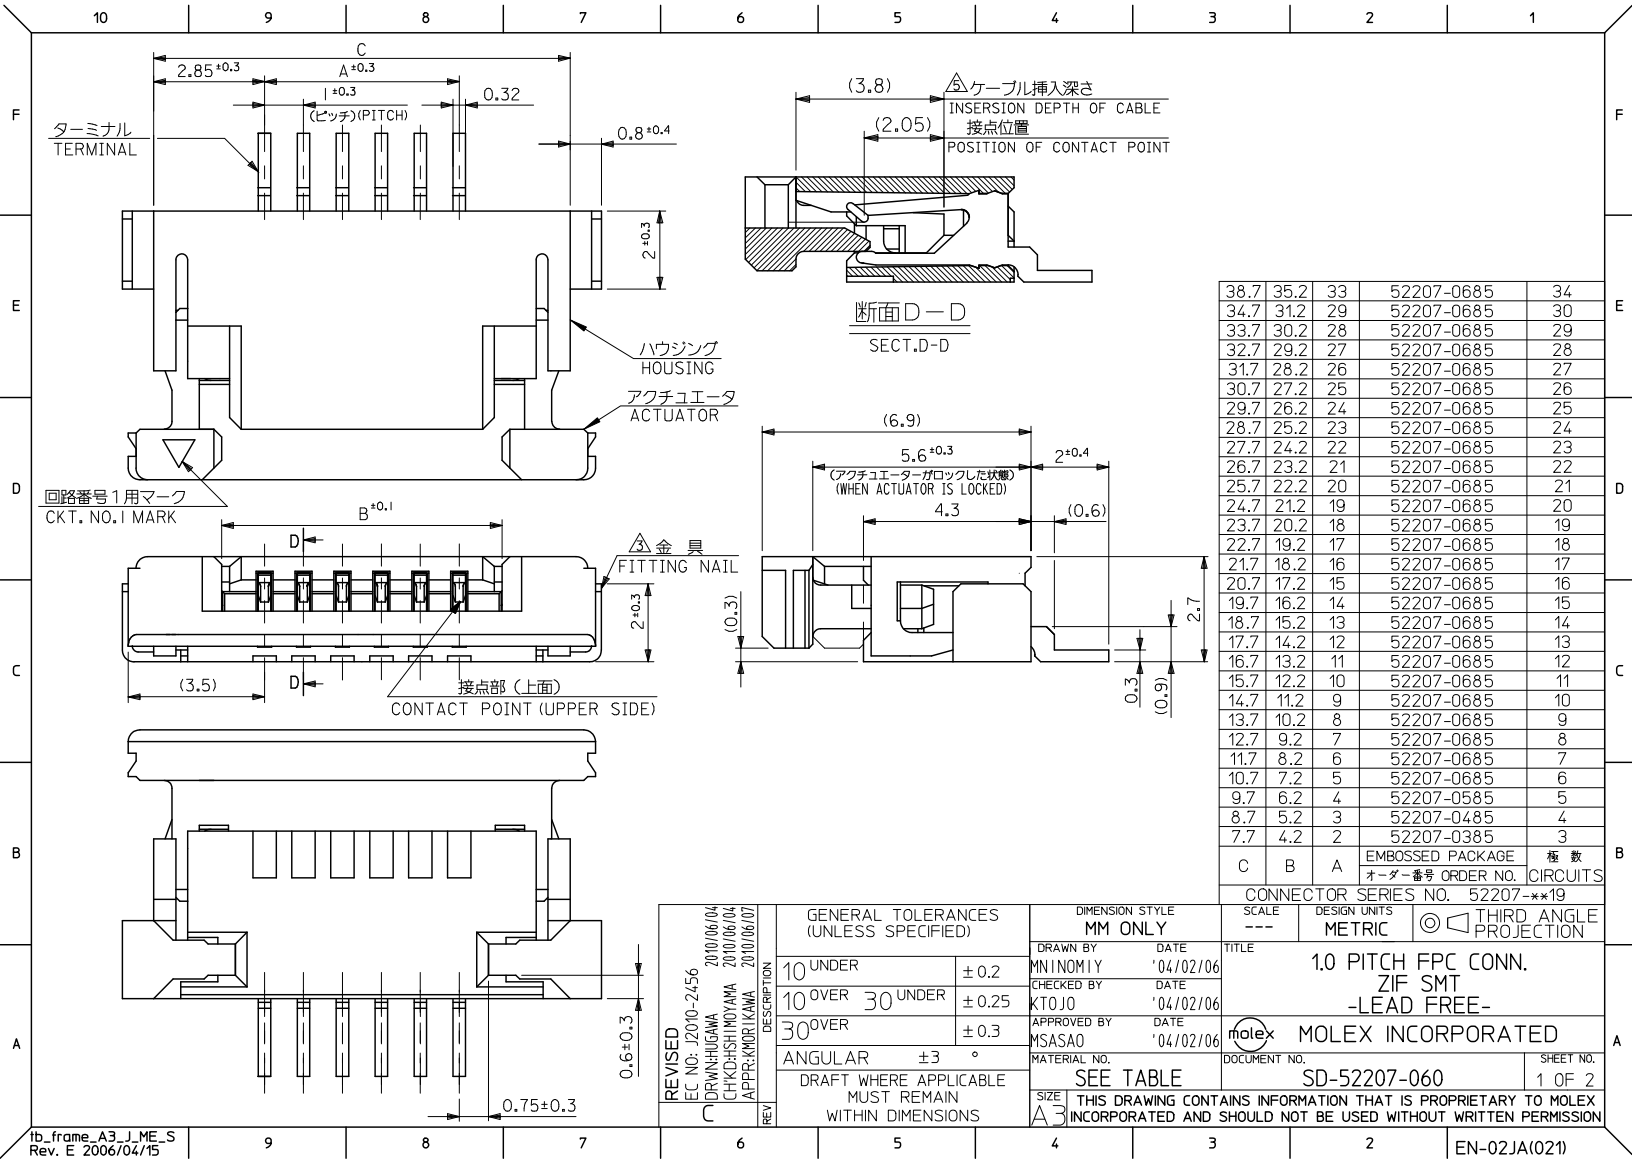 10 9 8 7 6 5 4 3 2 1
F
E
D
C
B
A
C
2.85±0.3
A±0.3
1±0.3
(ピッチ)(PITCH)
0.32
0.8±0.4
ターミナル
TERMINAL
2±0.3
ハウジング
HOUSING
アクチュエータ
ACTUATOR
回路番号1用マーク
CKT. NO.1 MARK
(3.8)
5 ケーブル挿入深さ
INSERSION DEPTH OF CABLE
(2.05)
接点位置
POSITION OF CONTACT POINT
断面D-D
SECT.D-D
B±0.1
D
D
3 金 具
FITTING NAIL
2±0.3
(3.5)
接点部 (上面)
CONTACT POINT (UPPER SIDE)
(6.9)
5.6±0.3
(アクチュエーターがロックした状態)
(WHEN ACTUATOR IS LOCKED)
2±0.4
4.3
(0.6)
(0.3)
2.7
0.3
(0.9)
0.6±0.3
0.75±0.3
38.7 35.2 33 52207-0685 34
34.7 31.2 29 52207-0685 30
33.7 30.2 28 52207-0685 29
32.7 29.2 27 52207-0685 28
31.7 28.2 26 52207-0685 27
30.7 27.2 25 52207-0685 26
29.7 26.2 24 52207-0685 25
28.7 25.2 23 52207-0685 24
27.7 24.2 22 52207-0685 23
26.7 23.2 21 52207-0685 22
25.7 22.2 20 52207-0685 21
24.7 21.2 19 52207-0685 20
23.7 20.2 18 52207-0685 19
22.7 19.2 17 52207-0685 18
21.7 18.2 16 52207-0685 17
20.7 17.2 15 52207-0685 16
19.7 16.2 14 52207-0685 15
18.7 15.2 13 52207-0685 14
17.7 14.2 12 52207-0685 13
16.7 13.2 11 52207-0685 12
15.7 12.2 10 52207-0685 11
14.7 11.2 9 52207-0685 10
13.7 10.2 8 52207-0685 9
12.7 9.2 7 52207-0685 8
11.7 8.2 6 52207-0685 7
10.7 7.2 5 52207-0685 6
9.7 6.2 4 52207-0585 5
8.7 5.2 3 52207-0485 4
7.7 4.2 2 52207-0385 3
C B A EMBOSSED PACKAGE 極 数
オーダー番号 ORDER NO. CIRCUITS
CONNECTOR SERIES NO. 52207-**19
REVISED
EC NO: J2010-2456
DRWN:HUGAWA 2010/06/04
CH'KD:HSHIMOYAMA 2010/06/04
APPR:KMORIKAWA 2010/06/07
DESCRIPTION
C
REV
GENERAL TOLERANCES
(UNLESS SPECIFIED)
10 UNDER ±0.2
10 OVER 30 UNDER ±0.25
30 OVER ±0.3
ANGULAR ±3 °
DRAFT WHERE APPLICABLE
MUST REMAIN
WITHIN DIMENSIONS
DIMENSION STYLE
MM ONLY
SCALE
---
DESIGN UNITS
METRIC
THIRD ANGLE
PROJECTION
DRAWN BY DATE
MNINOMIY '04/02/06
CHECKED BY DATE
KTOJO '04/02/06
APPROVED BY DATE
MSASAO '04/02/06
TITLE
1.0 PITCH FPC CONN.
ZIF SMT
-LEAD FREE-
molex MOLEX INCORPORATED
MATERIAL NO.
SEE TABLE
DOCUMENT NO.
SD-52207-060
SHEET NO.
1 OF 2
SIZE
A3
THIS DRAWING CONTAINS INFORMATION THAT IS PROPRIETARY TO MOLEX
INCORPORATED AND SHOULD NOT BE USED WITHOUT WRITTEN PERMISSION
F
E
D
C
B
A
tb_frame_A3_J_ME_S
Rev. E 2006/04/15
9 8 7 6 5 4 3 2
EN-02JA(021)